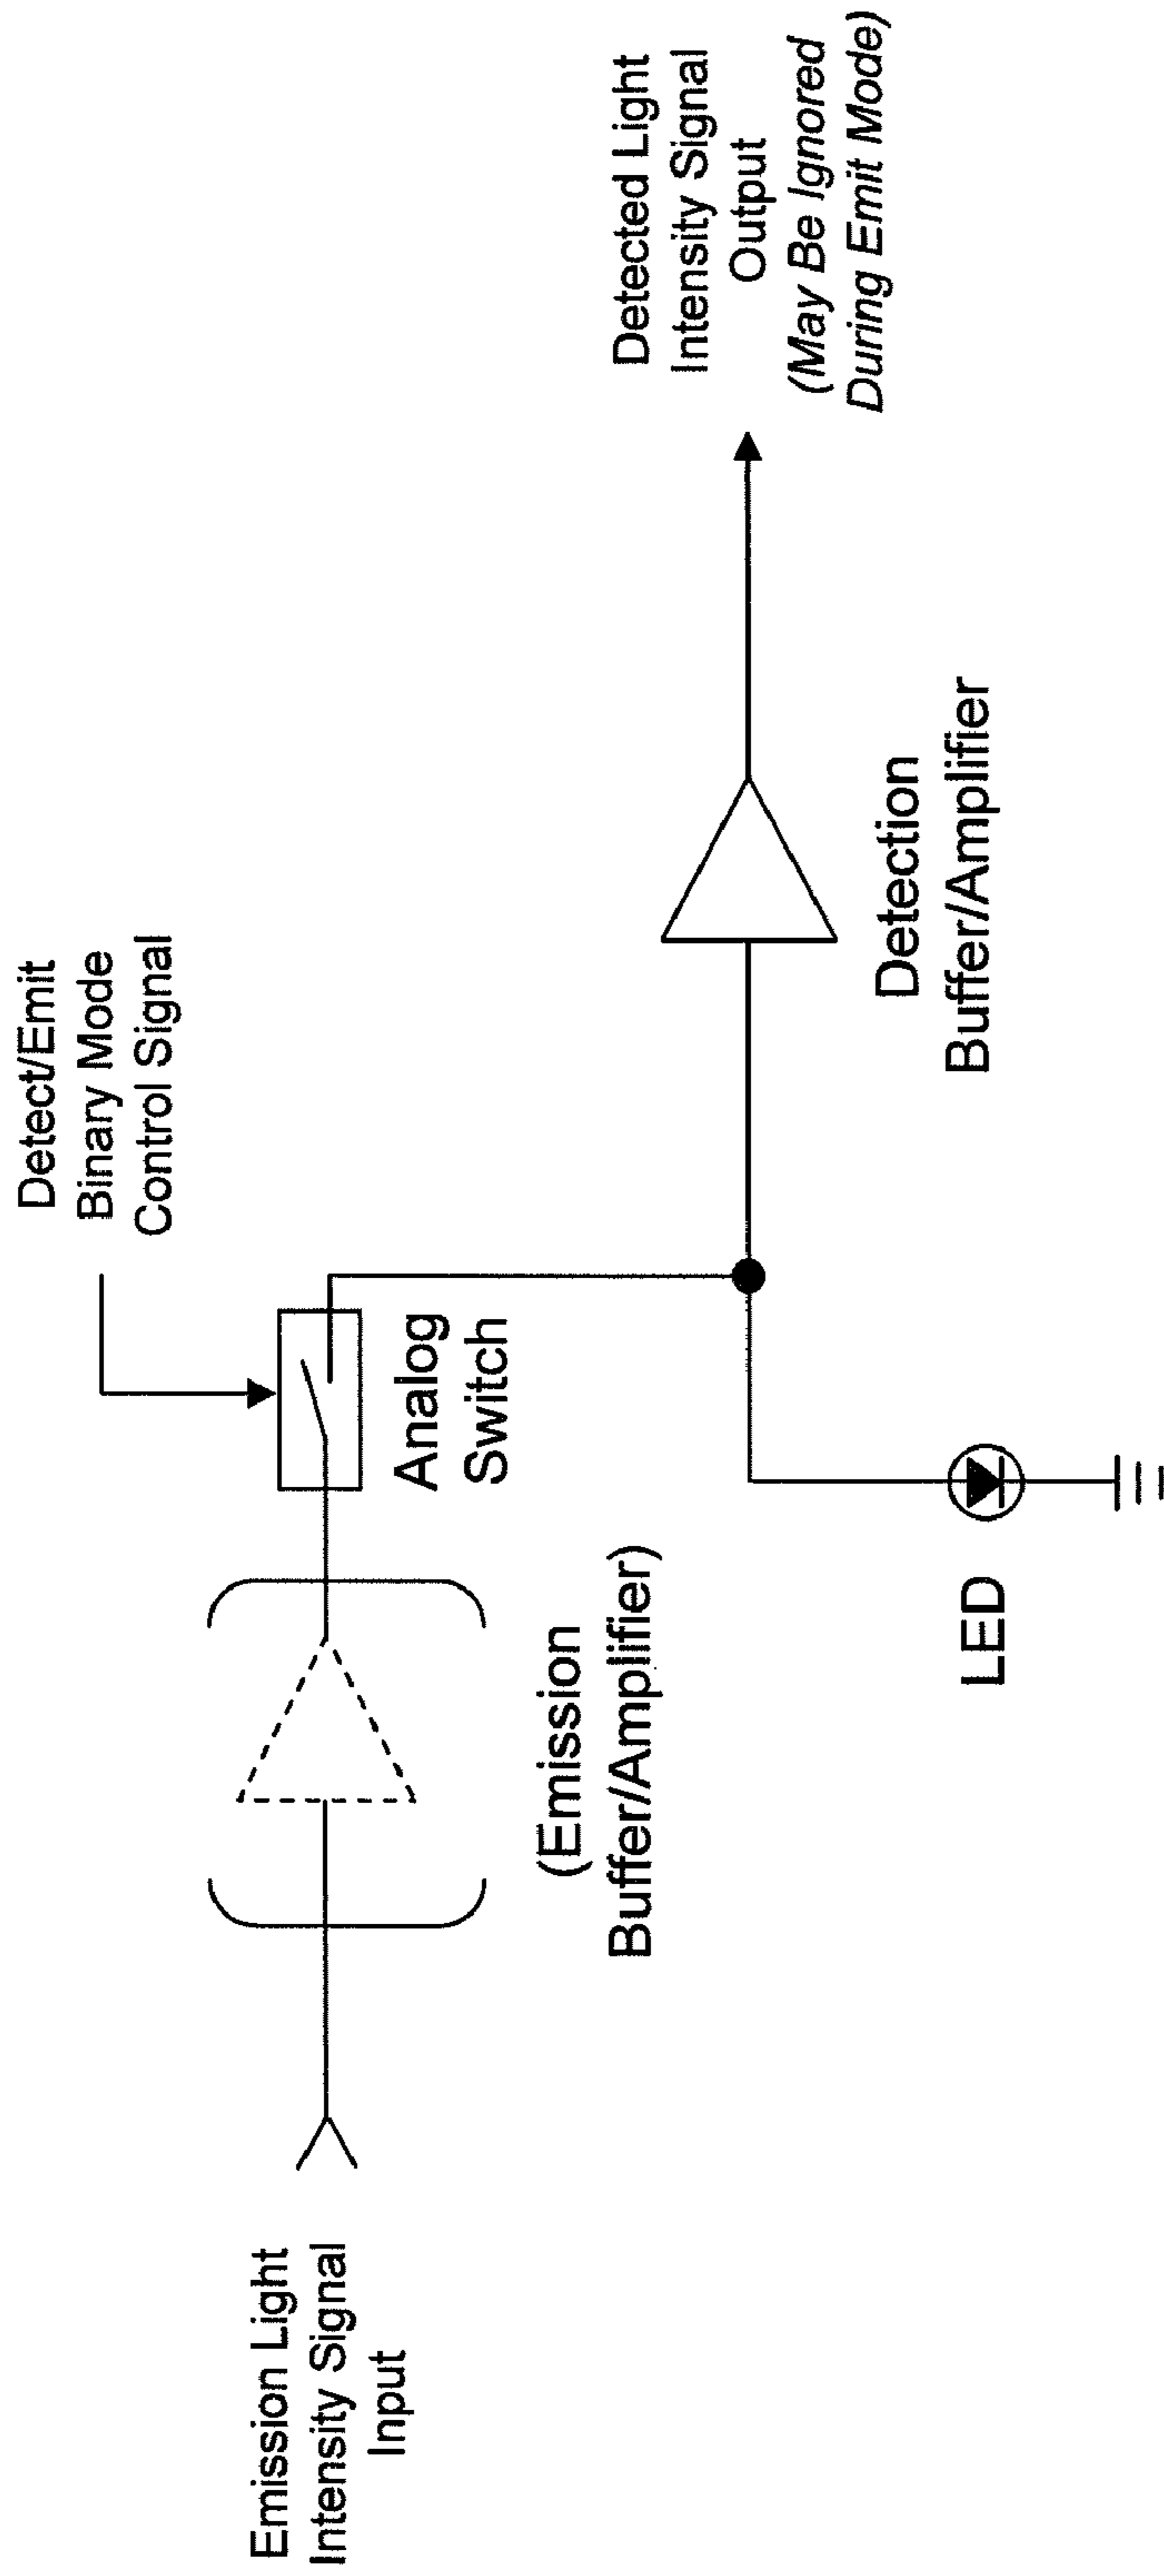 Detect/Emit
Binary Mode
Control Signal
Emission Light
Intensity Signal
Input
Analog
Switch
(Emission
Buffer/Amplifier)
Detected Light
Intensity Signal
Output
(May Be Ignored
During Emit Mode)
Detection
Buffer/Amplifier
LED